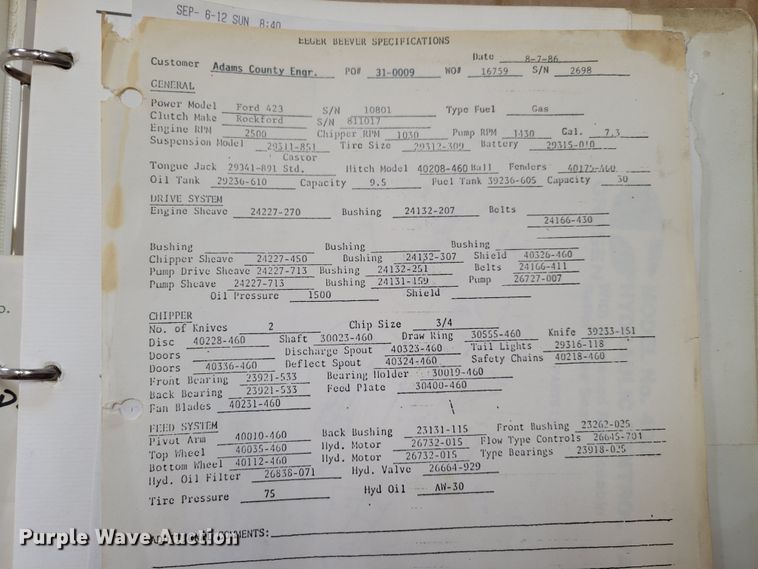 SEP- 6-12 SUN 8:40
EEGER BEEVER SPECIFICATIONS
Customer Adams County Engr. PO# 31-0009 WO# 16759 Date 8-7-86 S/N 2698
GENERAL
Power Model Ford 423 S/N 10801 Type Fuel Gas
Clutch Make Rockford S/N 811017
Engine RPM 2500 Chipper RPM 1030 Pump RPM 1430 Cal. 7.3
Suspension Model 29311-851 Tire Size 29312-309 Battery 29315-010
Castor
Tongue Jack 29341-891 Std. Hitch Model 40208-460 Ball Fenders 40175-460
Oil Tank 29236-610 Capacity 9.5 Fuel Tank 39236-605 Capacity 30
DRIVE SYSTEM
Engine Sheave 24227-270 Bushing 24132-207 Belts
24166-430
Bushing Bushing Bushing
Chipper Sheave 24227-450 Bushing 24132-307 Shield 40326-460
Pump Drive Sheave 24227-713 Bushing 24132-251 Belts 24166-411
Pump Sheave 24227-713 Bushing 24131-159 Pump 26727-007
Oil Pressure 1500 Shield
CHIPPER
No. of Knives 2 Chip Size 3/4
Disc 40228-460 Shaft 30023-460 Draw Ring 30555-460 Knife 39233-151
Doors Discharge Spout 40323-460 Tail Lights 29316-118
Doors 40336-460 Deflect Spout 40324-460 Safety Chains 40218-460
Front Bearing 23921-533 Bearing Holder 30019-460
Back Bearing 23921-533 Feed Plate 30400-460
Fan Blades 40231-460
FEED SYSTEM
Pivot Arm 40010-460 Back Bushing 23131-115 Front Bushing 23262-025
Top Wheel 40035-460 Hyd. Motor 26732-015 Flow Type Controls 26645-701
Bottom Wheel 40112-460 Hyd. Motor 26732-015 Type Bearings 23918-025
Hyd. Oil Filter 26838-071 Hyd. Valve 26664-929
Tire Pressure 75 Hyd Oil AW-30
COMMENTS:
Purple Wave Auction